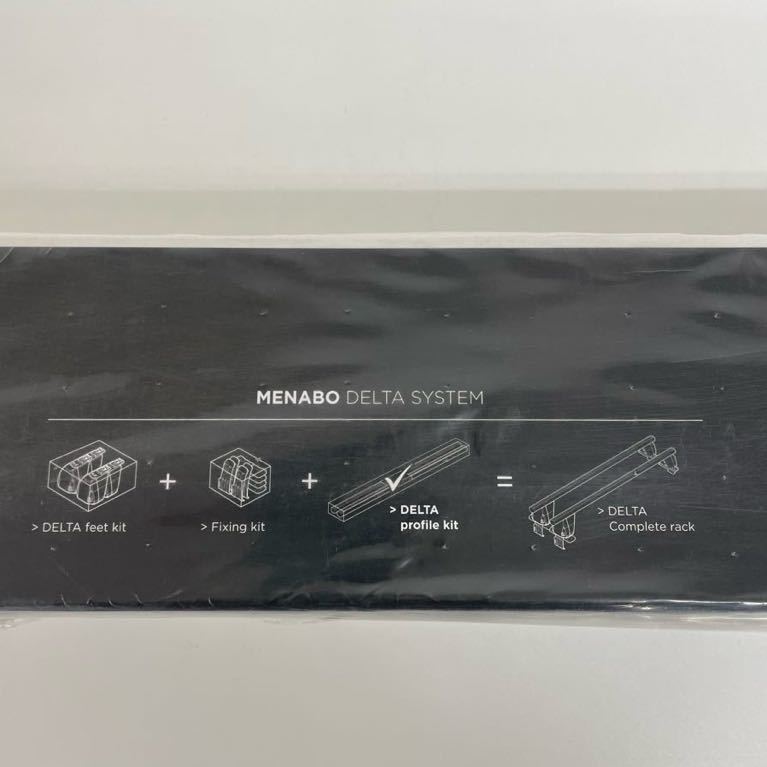 MENABO DELTA SYSTEM
+ + =
> DELTA feet kit
> Fixing kit
> DELTA
profile kit
> DELTA
Complete rack